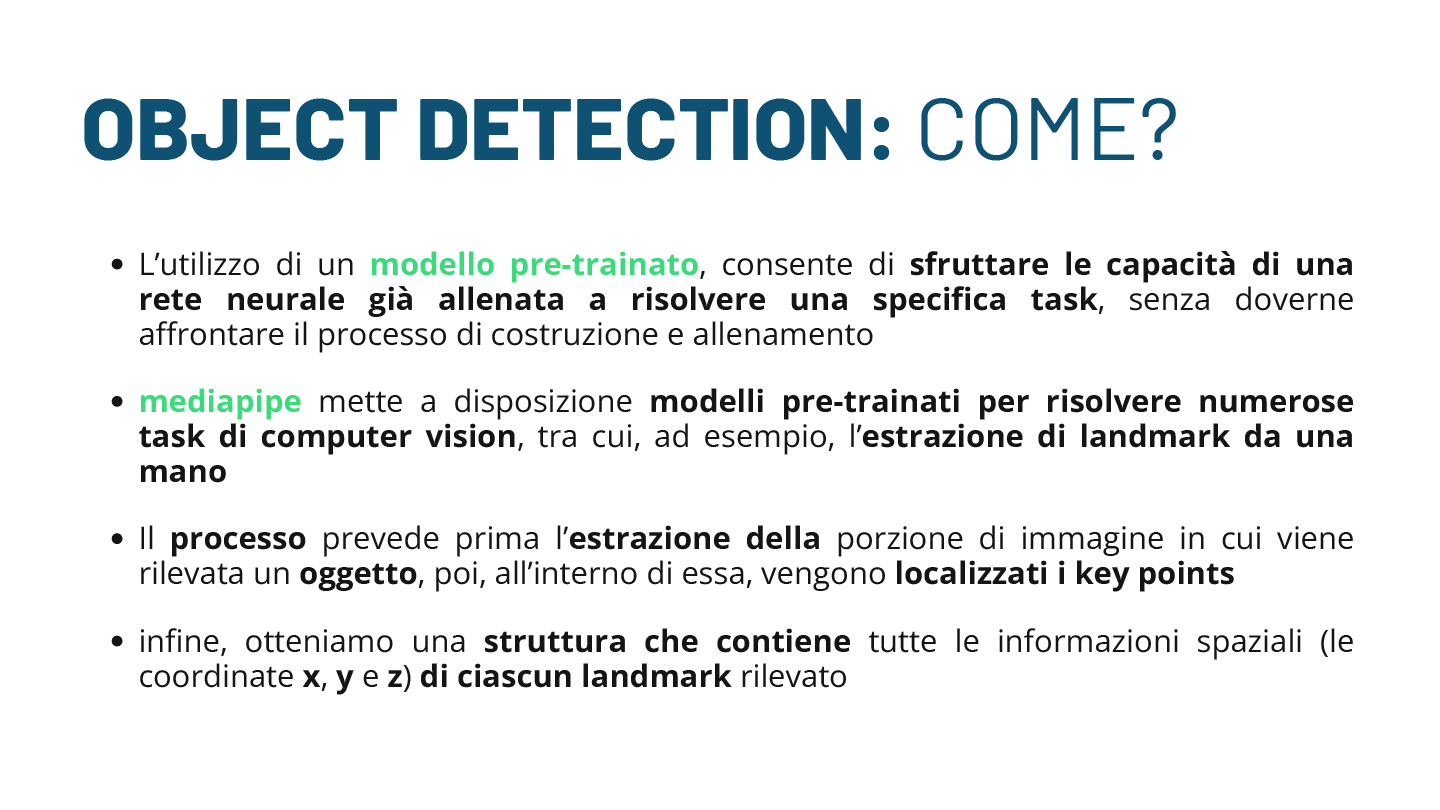 OBJECT DETECTION: COME?
• L’utilizzo di un modello pre-trainato, consente di sfruttare le capacità di una
rete neurale già allenata a risolvere una specifica task, senza doverne
affrontare il processo di costruzione e allenamento
• mediapipe mette a disposizione modelli pre-trainati per risolvere numerose
task di computer vision, tra cui, ad esempio, l’estrazione di landmark da una
mano
• Il processo prevede prima l’estrazione della porzione di immagine in cui viene
rilevata un oggetto, poi, all’interno di essa, vengono localizzati i key points
• infine, otteniamo una struttura che contiene tutte le informazioni spaziali (le
coordinate x, y e z) di ciascun landmark rilevato